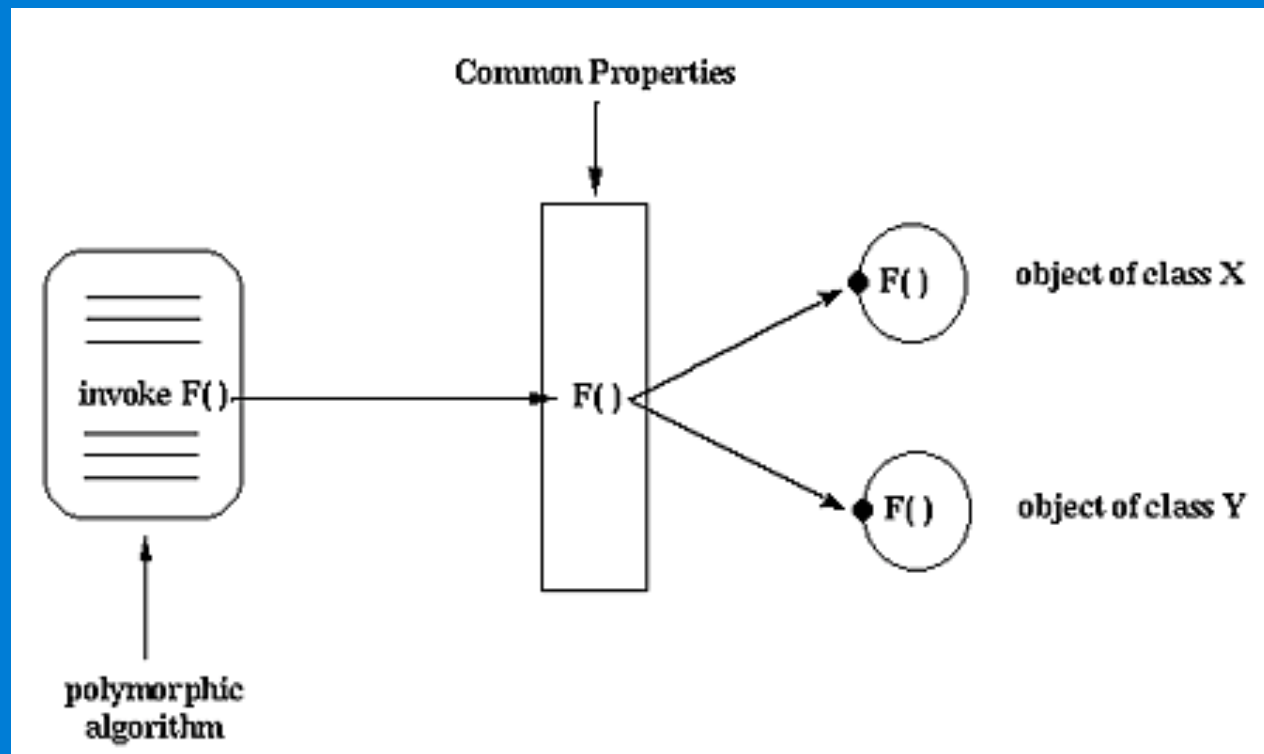 Common Properties
F( )
object of class X
invoke F( )
F( )
F( )
object of class Y
polymorphic
algorithm